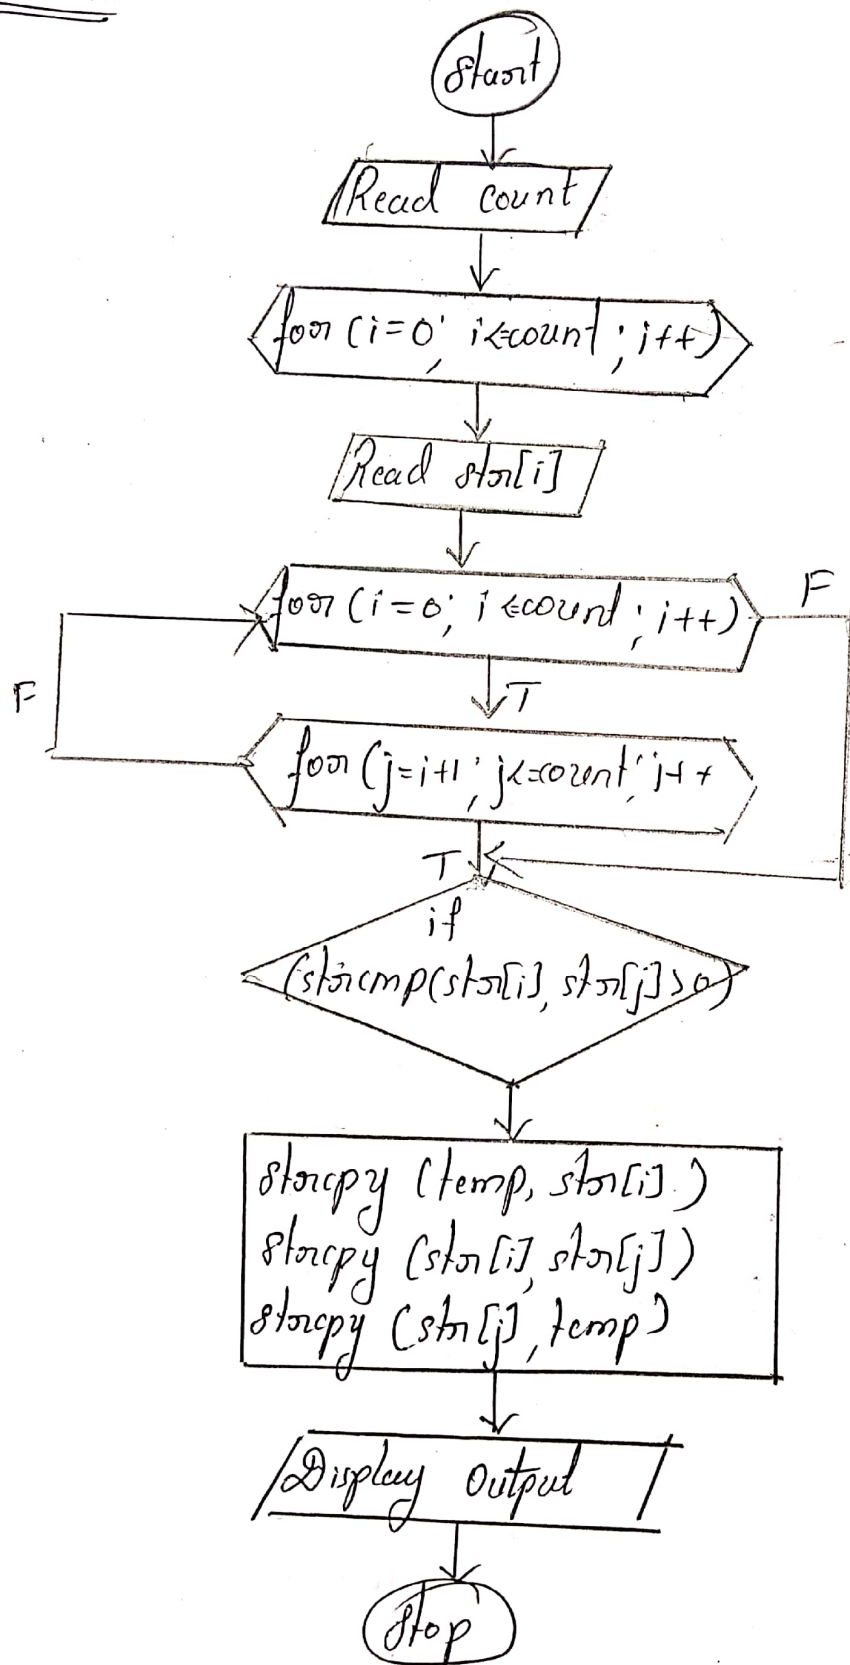 Start
Read count
for (i=0; i<=count; i++)
Read str[i]
for (i=0; i<=count; i++)
F
F
T
for (j=i+1; j<=count; j++
T
if
(strcmp(str[i], str[j]>0)
strcpy (temp, str[i])
strcpy (str[i], str[j])
strcpy (str[j], temp)
Display output
Stop